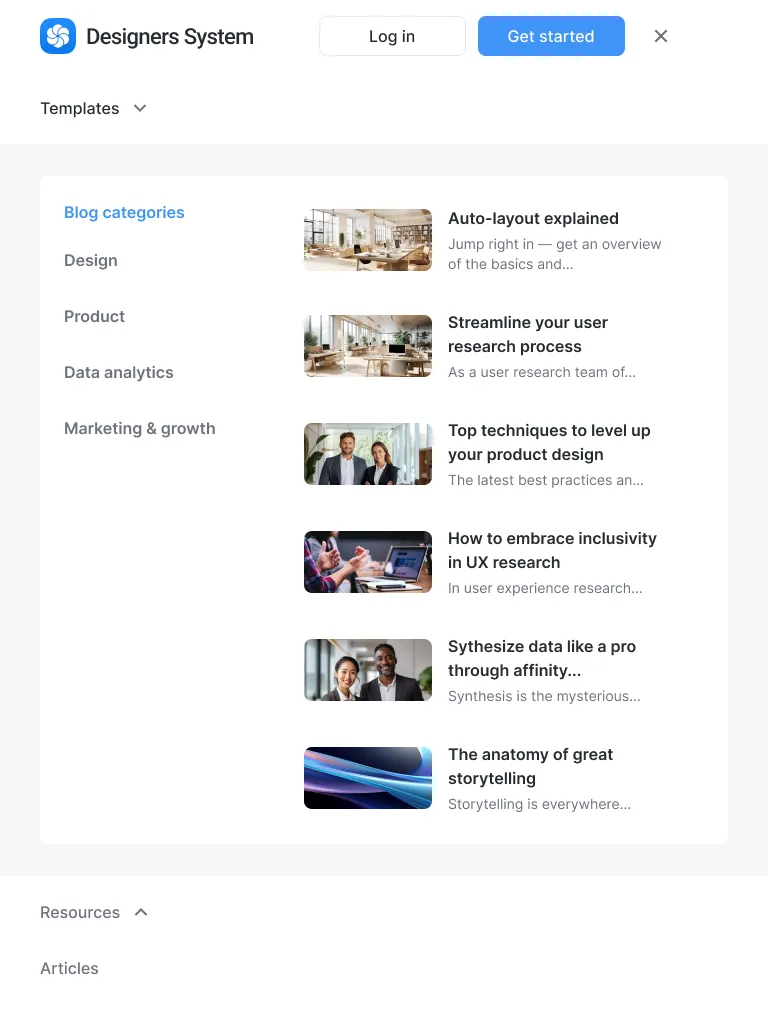 Designers System
Log in
Get started
Templates
Blog categories
Design
Product
Data analytics
Marketing & growth
Auto-layout explained
Jump right in — get an overview
of the basics and...
Streamline your user
research process
As a user research team of...
Top techniques to level up
your product design
The latest best practices an...
How to embrace inclusivity
in UX research
In user experience research...
Sythesize data like a pro
through affinity...
Synthesis is the mysterious...
The anatomy of great
storytelling
Storytelling is everywhere...
Resources
Articles